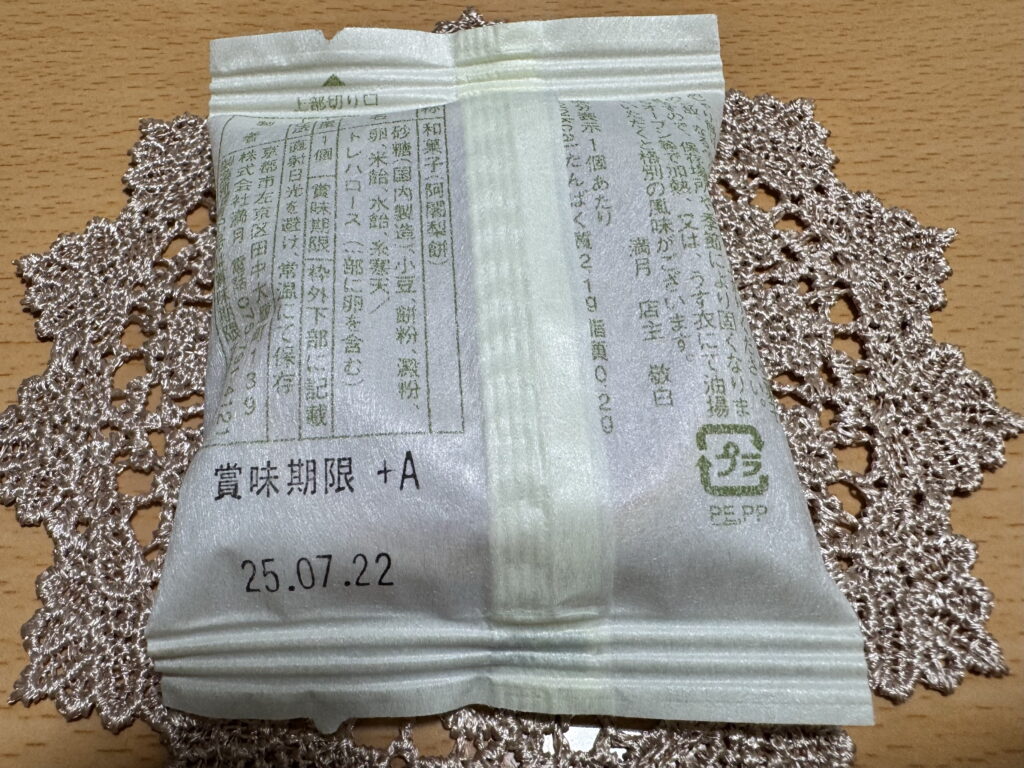 上部切り口
保存場所、季節により固くなりま
オーブン等で加熱、又は、うす衣にて油揚
だくと格別の風味がございます。
満月 店主 敬白
表示 1個あたり
たんぱく質2.1g 脂質0.2g
称 和菓子（阿闍梨餅）
砂糖（国内製造）、小豆、餅粉、澱粉、
卵、米飴、水飴、糸寒天／
トレハロース（一部に卵を含む）
1個 賞味期限 枠外下部に記載
直射日光を避け、常温にて保存
京都市左京区田中大
139
者 株式会社満月 電話
プラ
PE,PP
賞味期限 +A
25.07.22